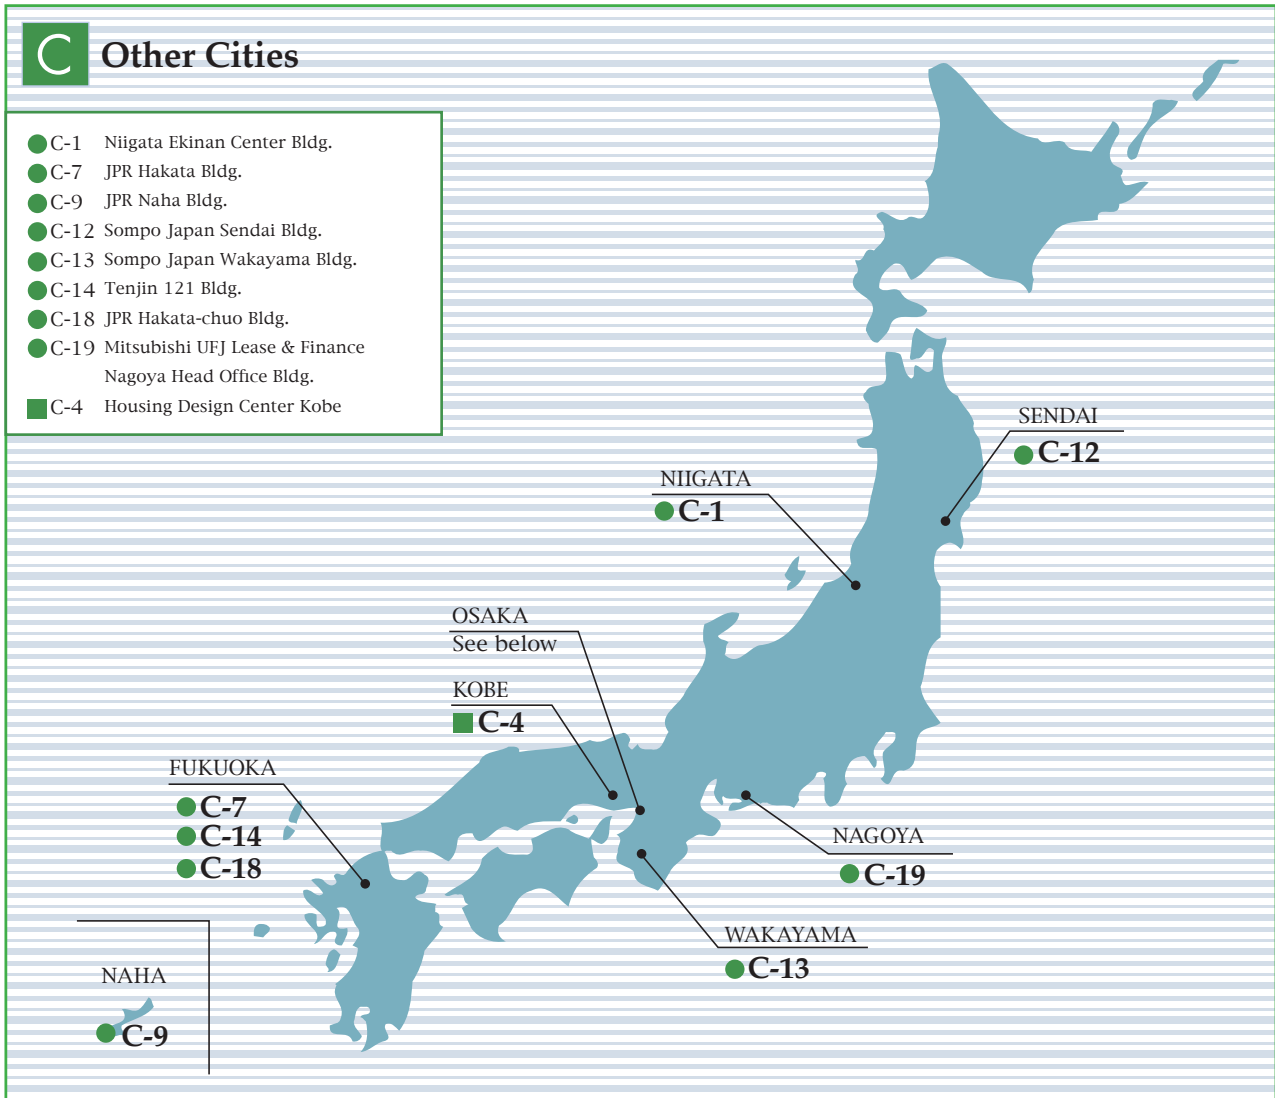 C Other Cities
C-1 Niigata Ekinan Center Bldg.
C-7 JPR Hakata Bldg.
C-9 JPR Naha Bldg.
C-12 Sompo Japan Sendai Bldg.
C-13 Sompo Japan Wakayama Bldg.
C-14 Tenjin 121 Bldg.
C-18 JPR Hakata-chuo Bldg.
C-19 Mitsubishi UFJ Lease & Finance
Nagoya Head Office Bldg.
C-4 Housing Design Center Kobe
SENDAI
C-12
NIIGATA
C-1
OSAKA
See below
KOBE
C-4
FUKUOKA
C-7
C-14
C-18
NAGOYA
C-19
WAKAYAMA
C-13
NAHA
C-9